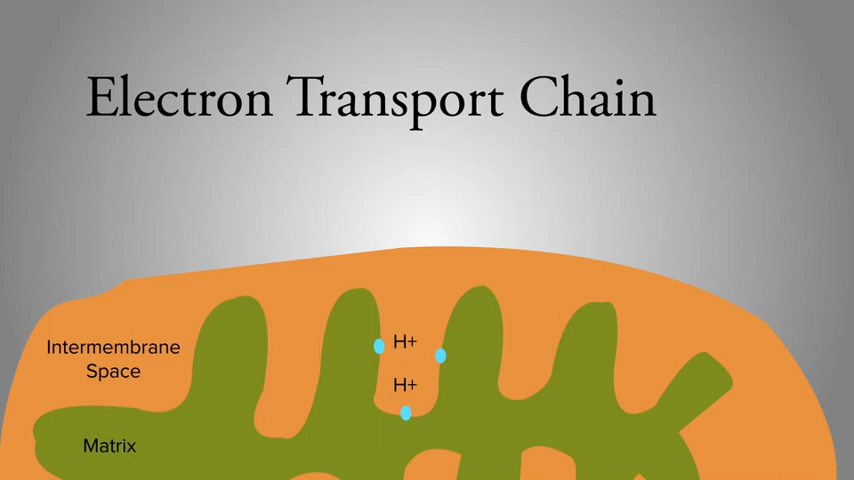 Electron Transport Chain
H+
Intermembrane
Space
H+
Matrix